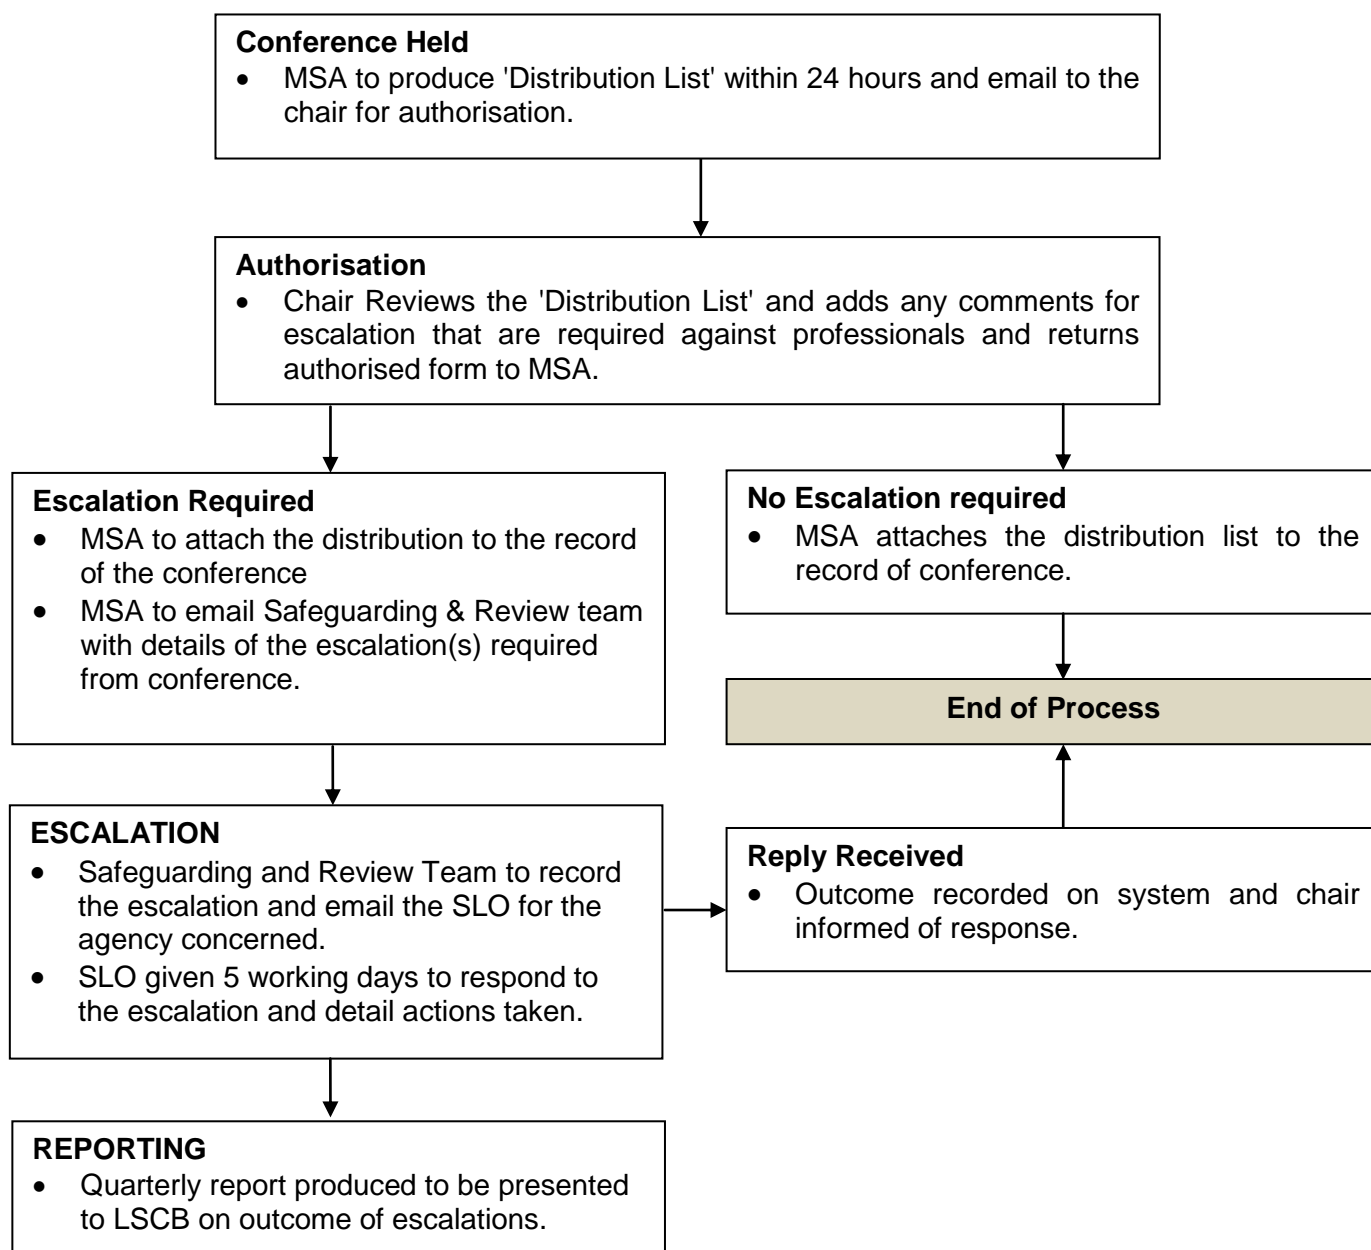 Conference Held
• MSA to produce 'Distribution List' within 24 hours and email to the
chair for authorisation.
Authorisation
• Chair Reviews the 'Distribution List' and adds any comments for
escalation that are required against professionals and returns
authorised form to MSA.
Escalation Required
• MSA to attach the distribution to the record
of the conference
• MSA to email Safeguarding & Review team
with details of the escalation(s) required
from conference.
No Escalation required
• MSA attaches the distribution list to the
record of conference.
End of Process
ESCALATION
• Safeguarding and Review Team to record
the escalation and email the SLO for the
agency concerned.
• SLO given 5 working days to respond to
the escalation and detail actions taken.
Reply Received
• Outcome recorded on system and chair
informed of response.
REPORTING
• Quarterly report produced to be presented
to LSCB on outcome of escalations.